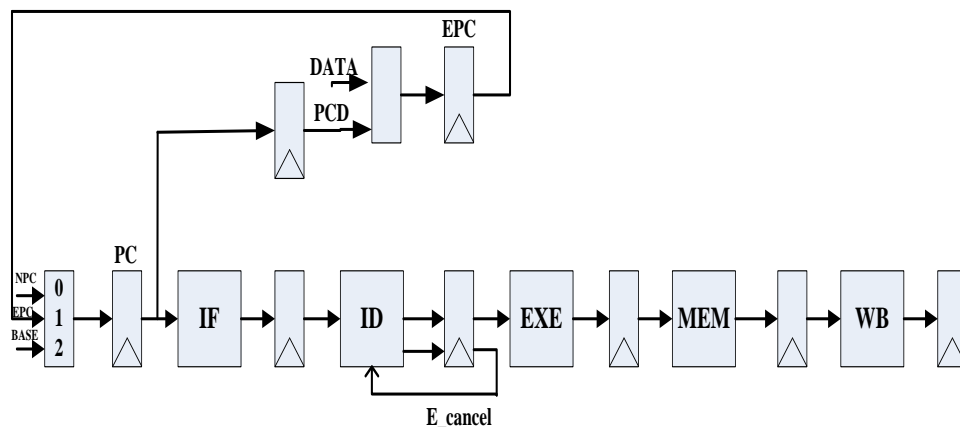 EPC
DATA
PCD
PC
NPC
EPC
BASE
0
1
2
IF
ID
EXE
MEM
WB
E_cancel